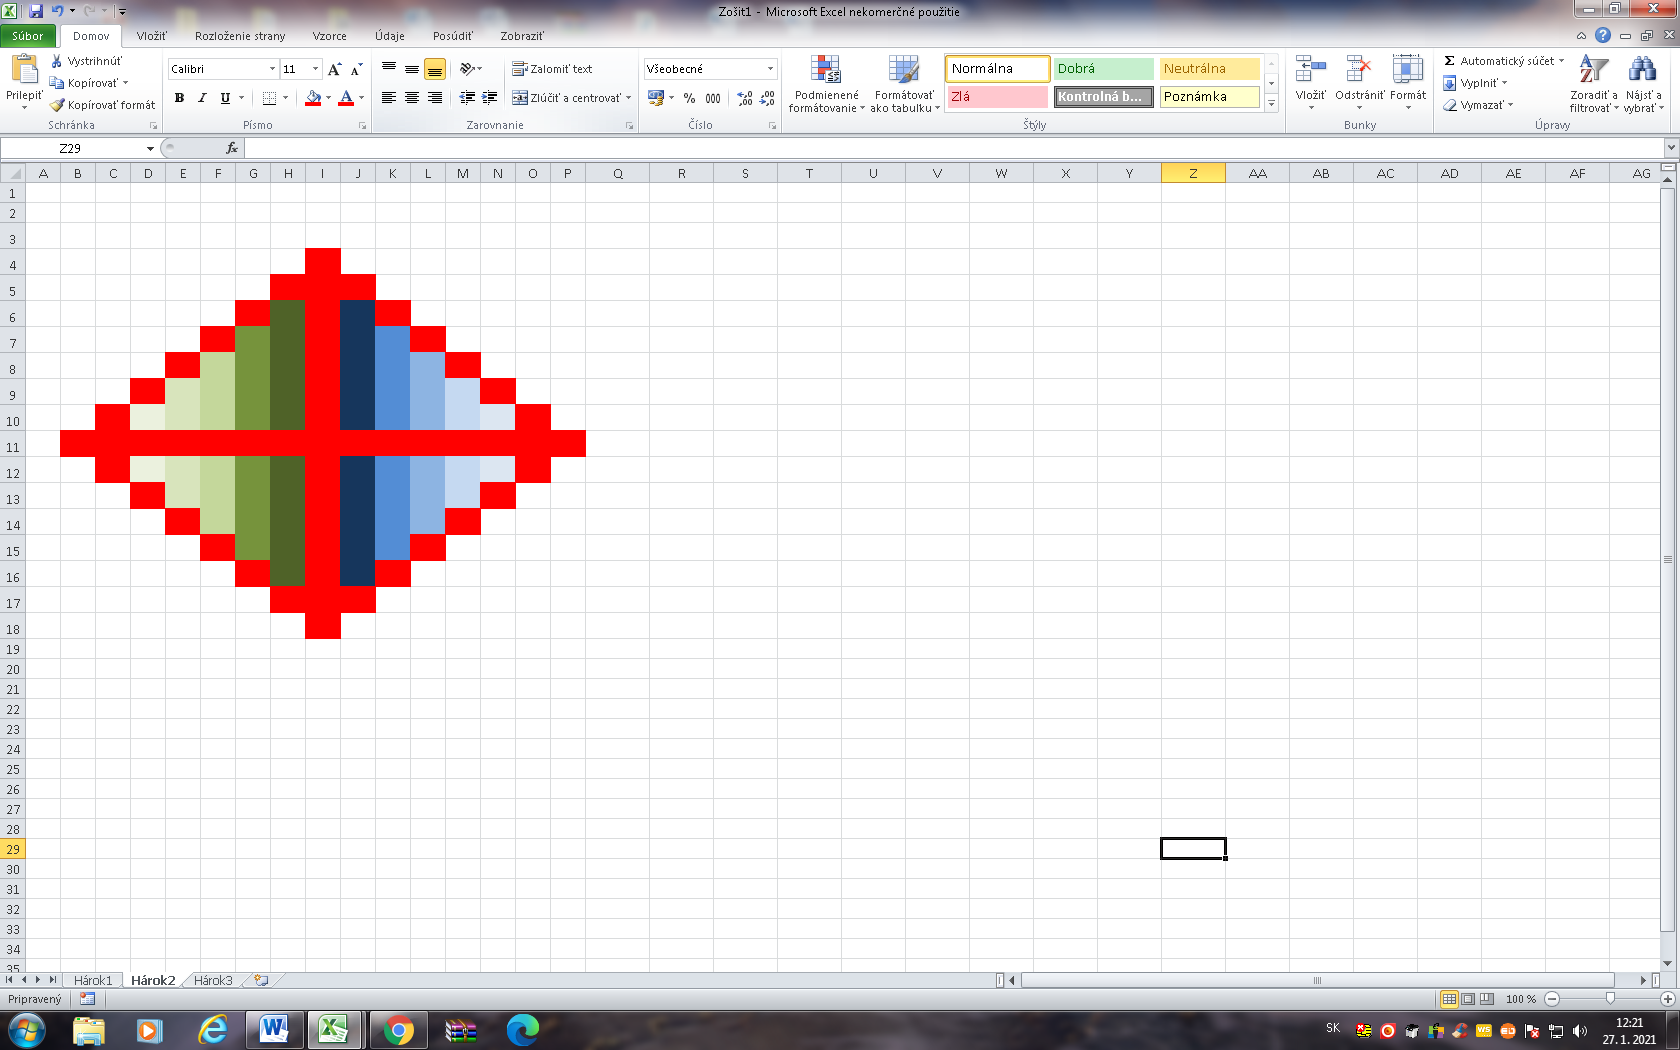 Zošit1 - Microsoft Excel nekomerčné použitie
Súbor Domov Vložiť Rozloženie strany Vzorce Údaje Posúdiť Zobraziť
Prilepiť
Vystrihnúť
Kopírovať
Kopírovať formát
Schránka
Calibri 11
B I U
Písmo
Zalomiť text
Zlúčiť a centrovať
Zarovnanie
Všeobecné
% 000
Číslo
Podmienené formátovanie
Formátovať ako tabulku
Normálna Dobrá Neutrálna
Zlá Kontrolná b... Poznámka
Štýly
Vložiť Odstrániť Formát
Bunky
Σ Automatický súčet
Vyplniť
Vymazať
Zoradiť a filtrovať
Nájsť a vybrať
Úpravy
Z29 fx
A B C D E F G H I J K L M N O P Q R S T U V W X Y Z AA AB AC AD AE AF AG
1
2
3
4
5
6
7
8
9
10
11
12
13
14
15
16
17
18
19
20
21
22
23
24
25
26
27
28
29
30
31
32
33
34
35
Hárok1 Hárok2 Hárok3
Pripravený 100 %
SK 12:21
27. 1. 2021